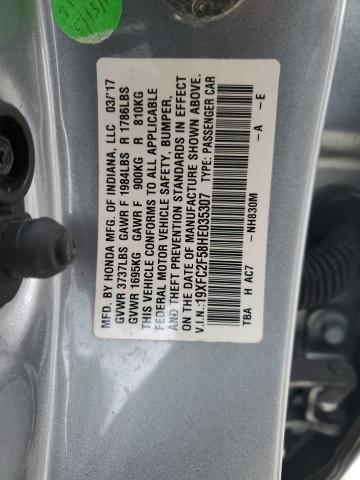 MFD. BY HONDA MFG. OF INDIANA, LLC 03/'17
GVWR 3737LBS GAWR F 1984LBS R 1786LBS
GVWR 1695KG GAWR F 900KG R 810KG
THIS VEHICLE CONFORMS TO ALL APPLICABLE
FEDERAL MOTOR VEHICLE SAFETY, BUMPER,
AND THEFT PREVENTION STANDARDS IN EFFECT
ON THE DATE OF MANUFACTURE SHOWN ABOVE.
V.I.N.:19XFC2F58HE035307 TYPE: PASSENGER CAR
TBA H AC7 -NH830M -A -E